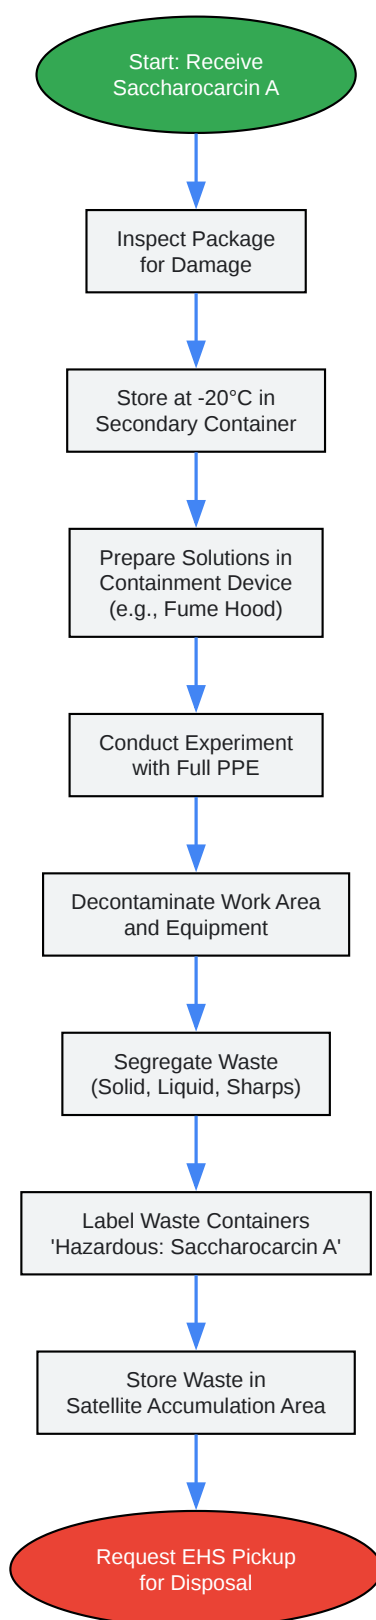 Start: Receive
Saccharocarcin A
Inspect Package
for Damage
Store at -20°C in
Secondary Container
Prepare Solutions in
Containment Device
(e.g., Fume Hood)
Conduct Experiment
with Full PPE
Decontaminate Work Area
and Equipment
Segregate Waste
(Solid, Liquid, Sharps)
Label Waste Containers
'Hazardous: Saccharocarcin A'
Store Waste in
Satellite Accumulation Area
Request EHS Pickup
for Disposal